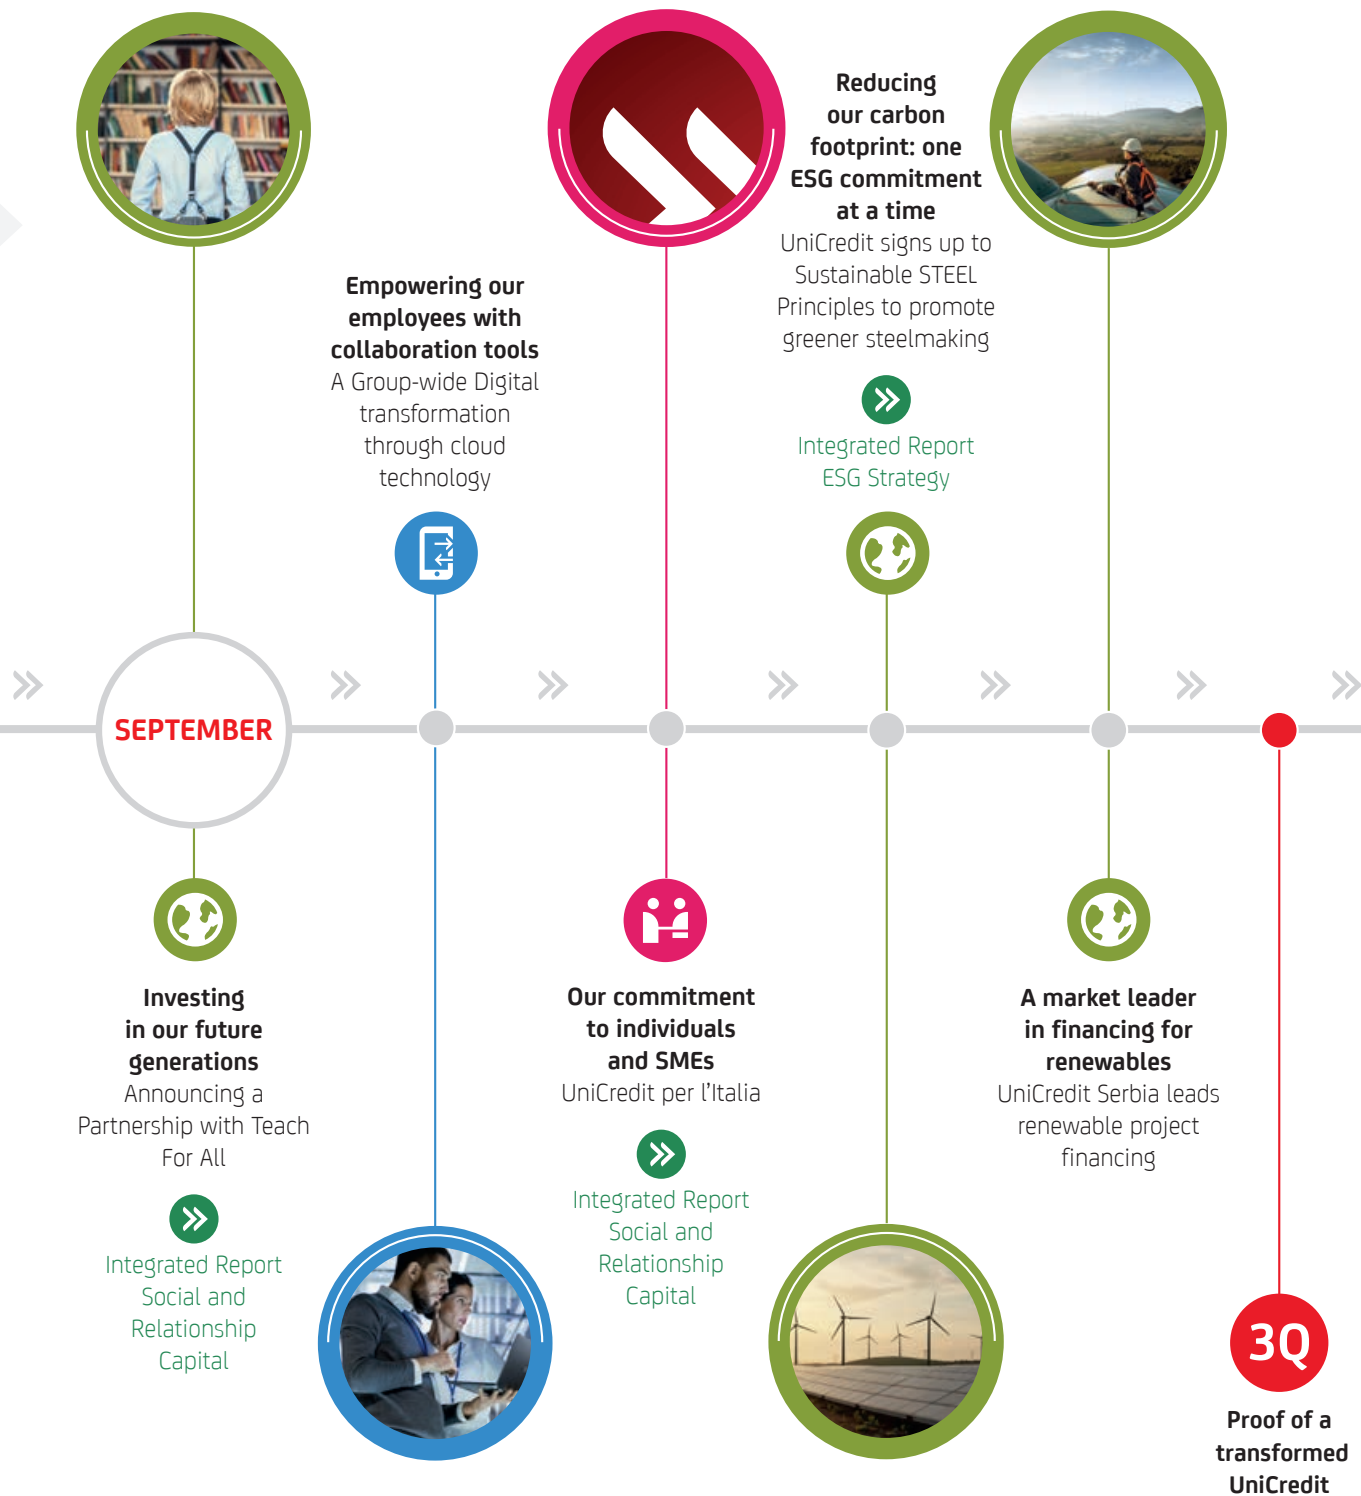 Reducing
our carbon
footprint: one
ESG commitment
at a time
UniCredit signs up to
Sustainable STEEL
Principles to promote
greener steelmaking
Integrated Report
ESG Strategy
Empowering our
employees with
collaboration tools
A Group-wide Digital
transformation
through cloud
technology
SEPTEMBER
Investing
in our future
generations
Announcing a
Partnership with Teach
For All
Integrated Report
Social and
Relationship
Capital
Our commitment
to individuals
and SMEs
UniCredit per l'Italia
Integrated Report
Social and
Relationship
Capital
A market leader
in financing for
renewables
UniCredit Serbia leads
renewable project
financing
3Q
Proof of a
transformed
UniCredit